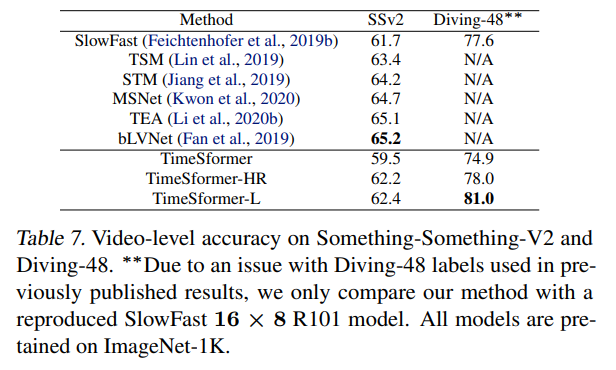 Method SSv2 Diving-48**
SlowFast (Feichtenhofer et al., 2019b) 61.7 77.6
TSM (Lin et al., 2019) 63.4 N/A
STM (Jiang et al., 2019) 64.2 N/A
MSNet (Kwon et al., 2020) 64.7 N/A
TEA (Li et al., 2020b) 65.1 N/A
bLVNet (Fan et al., 2019) 65.2 N/A
TimeSformer 59.5 74.9
TimeSformer-HR 62.2 78.0
TimeSformer-L 62.4 81.0
Table 7. Video-level accuracy on Something-Something-V2 and
Diving-48. **Due to an issue with Diving-48 labels used in pre-
viously published results, we only compare our method with a
reproduced SlowFast 16 × 8 R101 model. All models are pre-
tained on ImageNet-1K.